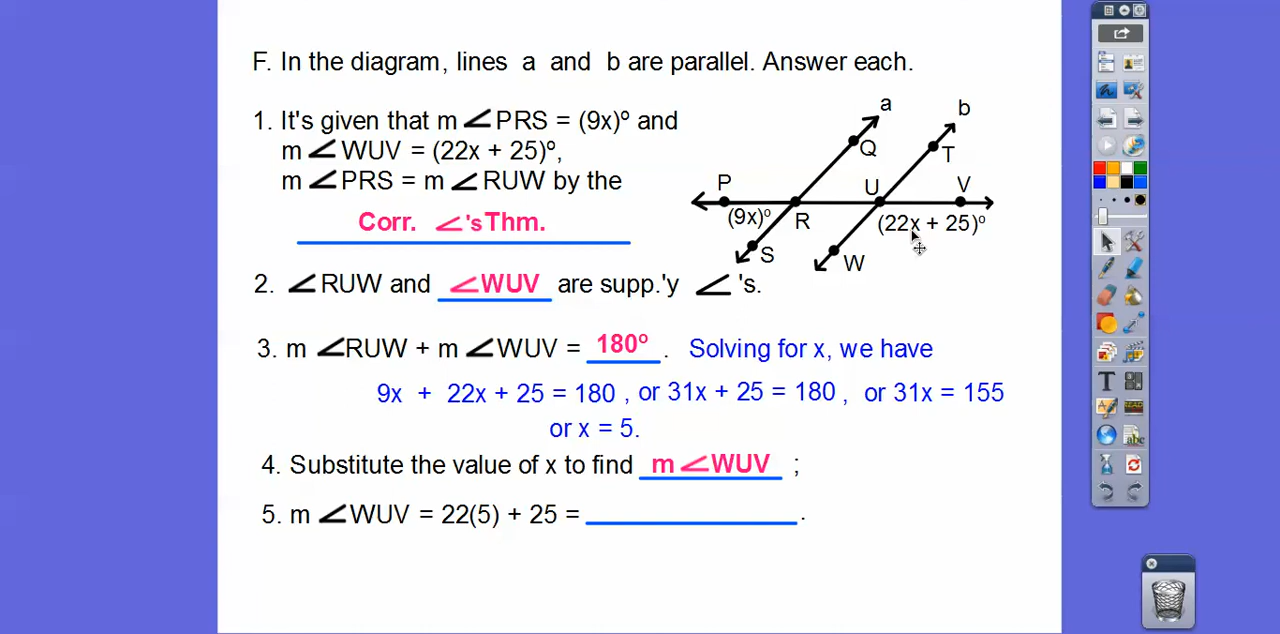 F. In the diagram, lines a and b are parallel. Answer each.
1. It's given that m∠PRS = (9x)º and
m∠WUV = (22x + 25)º,
m∠PRS = m∠RUW by the
Corr. ∠'s Thm.
a
b
Q
T
P
U
V
(9x)º
R
(22x + 25)º
S
W
2. ∠RUW and ∠WUV are supp.'y ∠'s.
3. m∠RUW + m∠WUV = 180º. Solving for x, we have
9x + 22x + 25 = 180, or 31x + 25 = 180, or 31x = 155
or x = 5.
4. Substitute the value of x to find m∠WUV ;
5. m∠WUV = 22(5) + 25 = ____________.